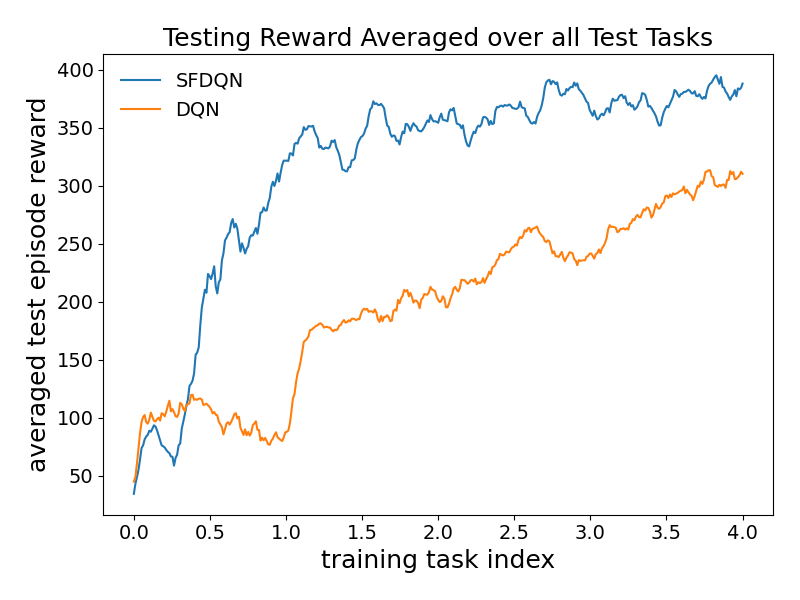 Testing Reward Averaged over all Test Tasks
SFDQN
DQN
averaged test episode reward
400
350
300
250
200
150
100
50
0.0 0.5 1.0 1.5 2.0 2.5 3.0 3.5 4.0
training task index